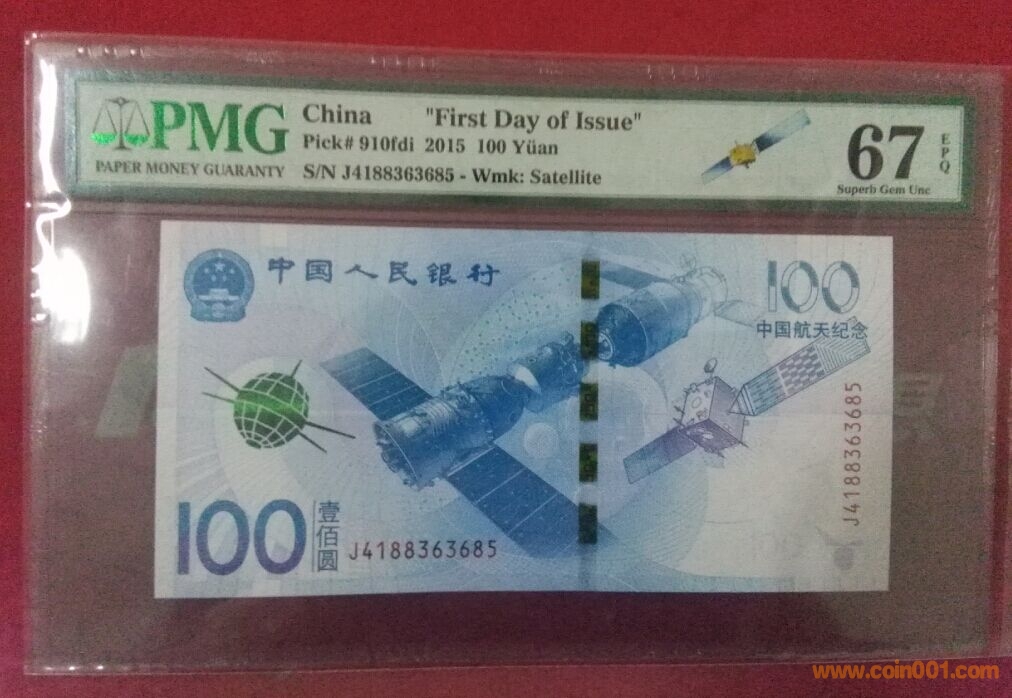 PMG
PAPER MONEY GUARANTY
China "First Day of Issue"
Pick# 910fdi 2015 100 Yüan
S/N J4188363685 - Wmk: Satellite
67
EPQ
Superb Gem Unc
中国人民银行
100
中国航天纪念
J4188363685
100
壹佰圆
J4188363685
www.coin001.com